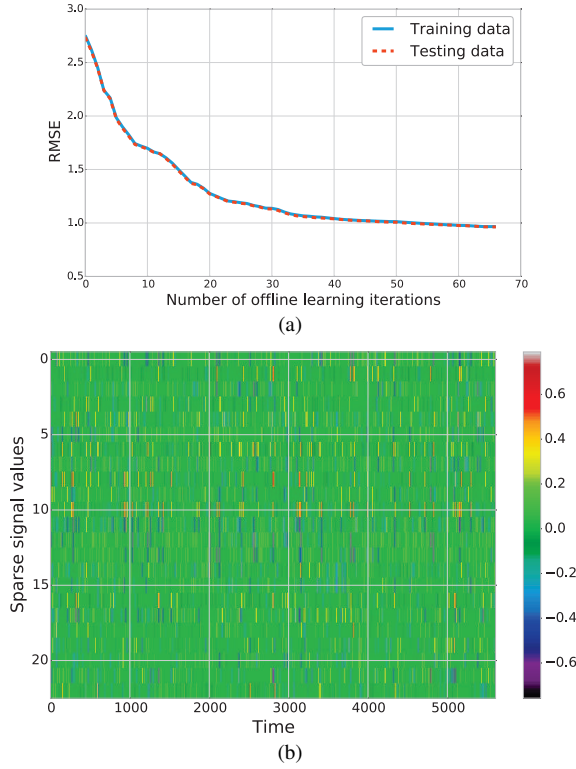 3.0
2.5
2.0
1.5
1.0
0.5
RMSE
Training data
Testing data
0 10 20 30 40 50 60 70
Number of offline learning iterations
(a)
0
5
10
15
20
Sparse signal values
0 1000 2000 3000 4000 5000
Time
0.6
0.4
0.2
0.0
−0.2
−0.4
−0.6
(b)